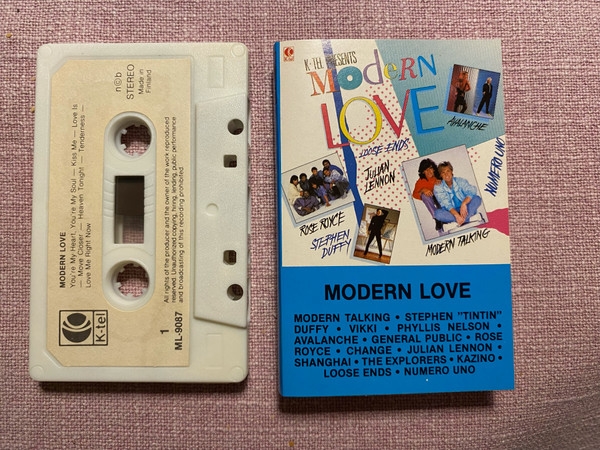 MODERN LOVE
You're My Heart, You're My Soul — Kiss Me — Love Is
— Move Closer — Heaven Tonight — Tenderness —
Love Me Right Now
n©b
STEREO
Made in
Finland
K-tel
1
ML-9087
All rights of the producer and the owner of the work reproduced
reserved. Unauthorized copying, hiring, lending, public performance
and broadcasting of this recording prohibited.
K-tel
K-TEL PRESENTS
MODERN
LOVE
AVALANCHE
LOOSE ENDS
JULIAN
LENNON
NUMERO UNO
ROSE ROYCE
STEPHEN
DUFFY
MODERN TALKING
MODERN LOVE
MODERN TALKING • STEPHEN "TINTIN"
DUFFY • VIKKI • PHYLLIS NELSON •
AVALANCHE • GENERAL PUBLIC • ROSE
ROYCE • CHANGE • JULIAN LENNON •
SHANGHAI • THE EXPLORERS • KAZINO •
LOOSE ENDS • NUMERO UNO